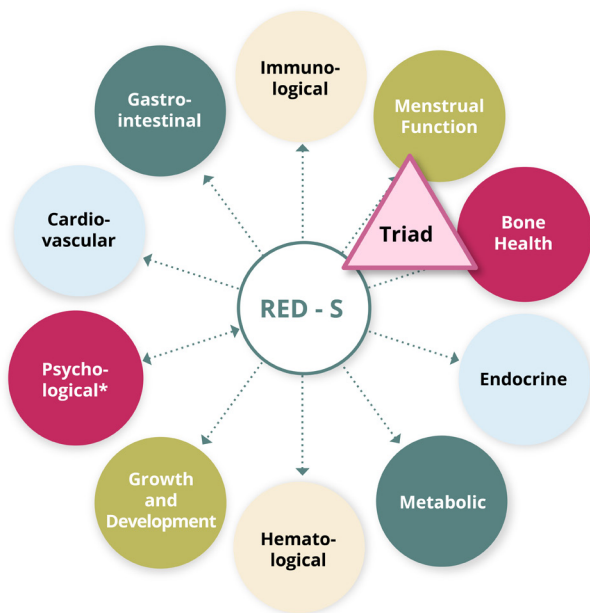 Immuno-
logical
Menstrual
Function
Triad
Bone
Health
Endocrine
Metabolic
Hemato-
logical
Growth
and
Development
Psycho-
logical*
Cardio-
vascular
Gastro-
intestinal
RED - S